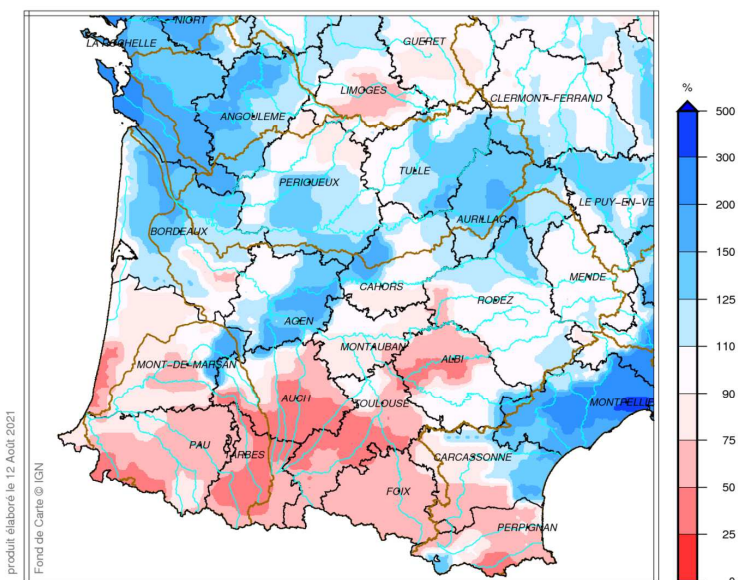 NIORT
LA ROCHELLE
GUERET
%
LIMOGES
CLERMONT-FERRAND
500
ANGOULEME
300
TULLE
PERIGUEUX
LE PUY-EN-VE
200
AURILLAC
BORDEAUX
150
MENDE
CAHORS
125
RODEZ
AGEN
110
MONTAUBAN
ALBI
MONT-DE-MARSAN
90
AUCH
TOULOUSE
MONTPELLIE
75
PAU
ARBES
CARCASSONNE
50
FOIX
PERPIGNAN
25
0
produit élaboré le 12 Août 2021
Fond de Carte © IGN